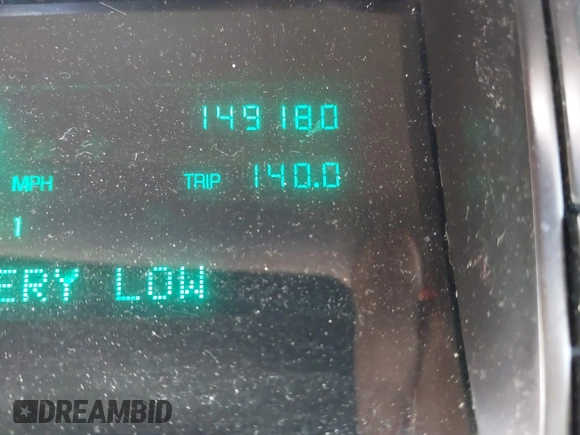 149180
MPH TRIP 140.0
1
ERY LOW
DREAMBID